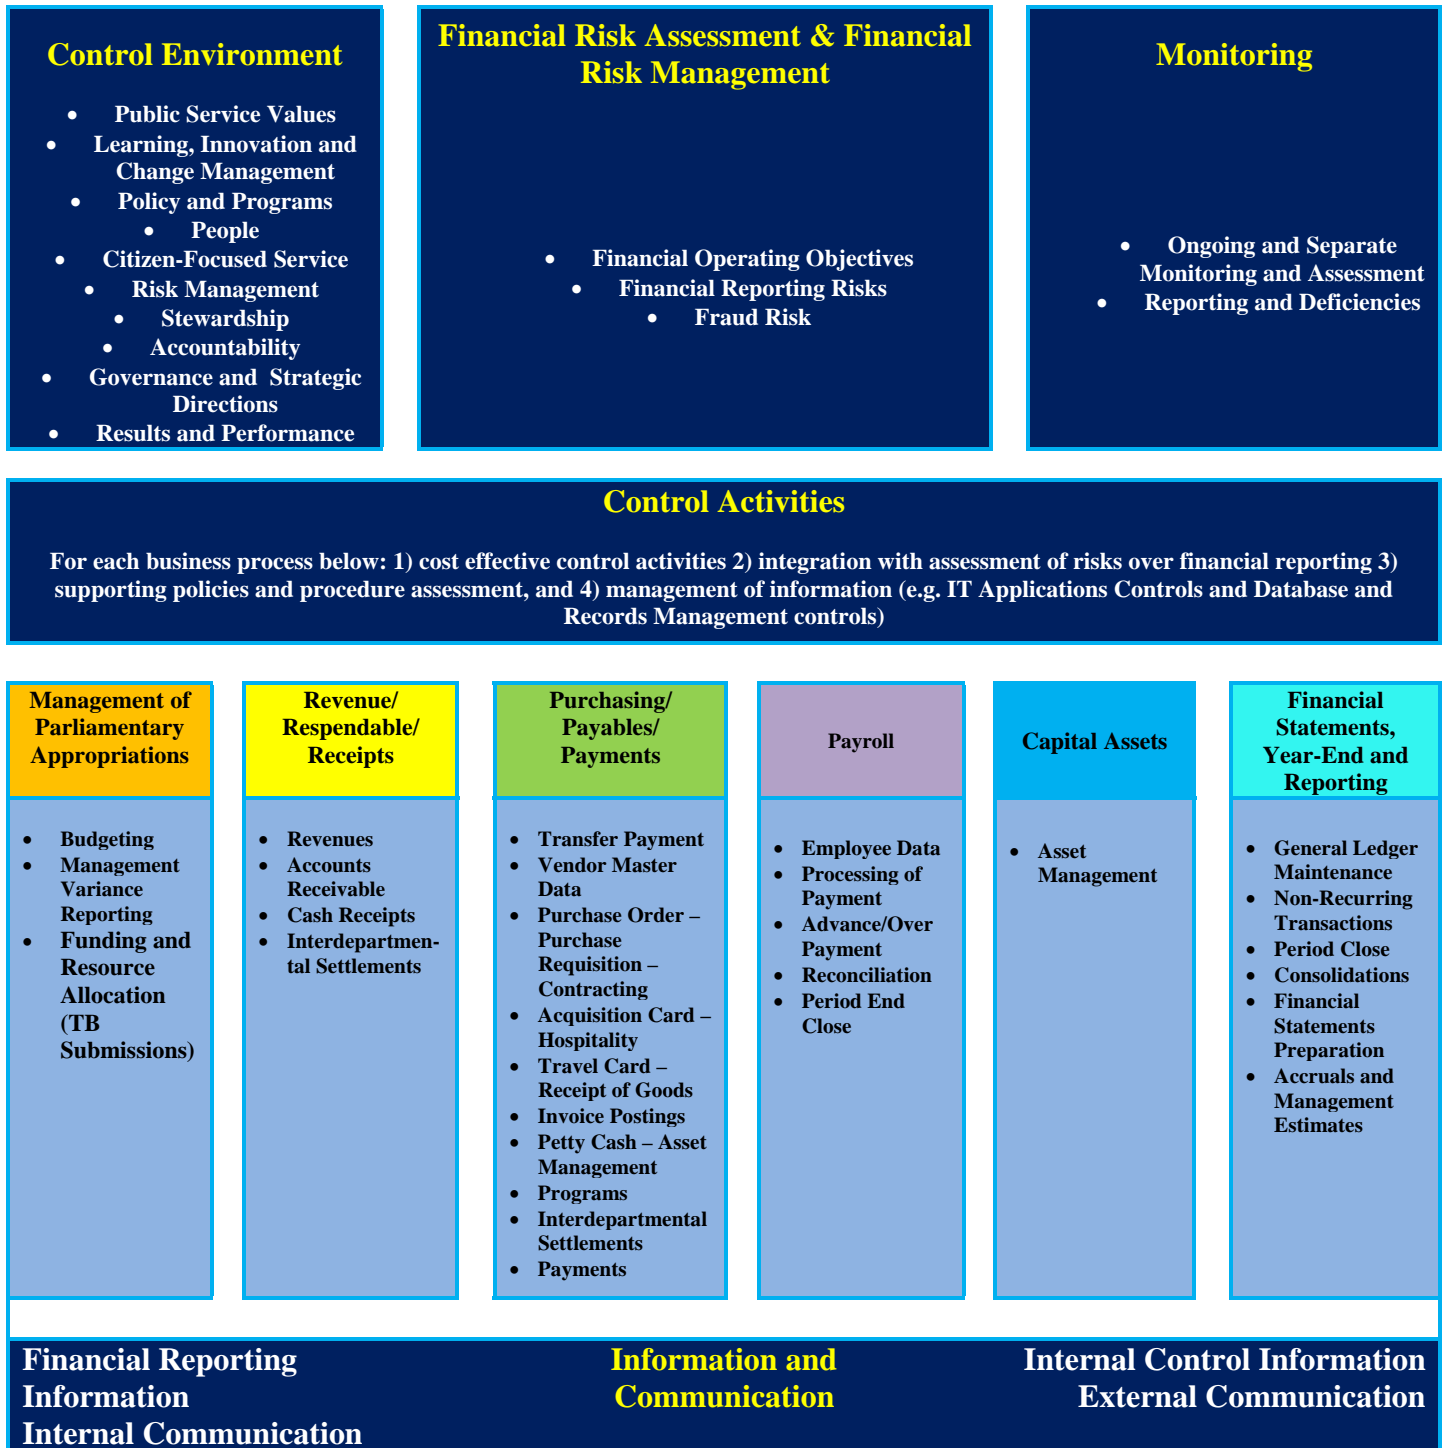 Control Environment
• Public Service Values
• Learning, Innovation and
Change Management
• Policy and Programs
• People
• Citizen-Focused Service
• Risk Management
• Stewardship
• Accountability
• Governance and  Strategic
Directions
• Results and Performance
Financial Risk Assessment & Financial
Risk Management
• Financial Operating Objectives
• Financial Reporting Risks
• Fraud Risk
Monitoring
• Ongoing and Separate
Monitoring and Assessment
• Reporting and Deficiencies
Control Activities
For each business process below: 1) cost effective control activities 2) integration with assessment of risks over financial reporting 3)
supporting policies and procedure assessment, and 4) management of information (e.g. IT Applications Controls and Database and
Records Management controls)
Management of
Parliamentary
Appropriations
• Budgeting
• Management
Variance
Reporting
• Funding and
Resource
Allocation
(TB
Submissions)
Revenue/
Respendable/
Receipts
• Revenues
• Accounts
Receivable
• Cash Receipts
• Interdepartmen-
tal Settlements
Purchasing/
Payables/
Payments
• Transfer Payment
• Vendor Master
Data
• Purchase Order –
Purchase
Requisition –
Contracting
• Acquisition Card –
Hospitality
• Travel Card –
Receipt of Goods
• Invoice Postings
• Petty Cash – Asset
Management
• Programs
• Interdepartmental
Settlements
• Payments
Payroll
• Employee Data
• Processing of
Payment
• Advance/Over
Payment
• Reconciliation
• Period End
Close
Capital Assets
• Asset
Management
Financial
Statements,
Year-End and
Reporting
• General Ledger
Maintenance
• Non-Recurring
Transactions
• Period Close
• Consolidations
• Financial
Statements
Preparation
• Accruals and
Management
Estimates
Financial Reporting
Information
Internal Communication
Information and
Communication
Internal Control Information
External Communication